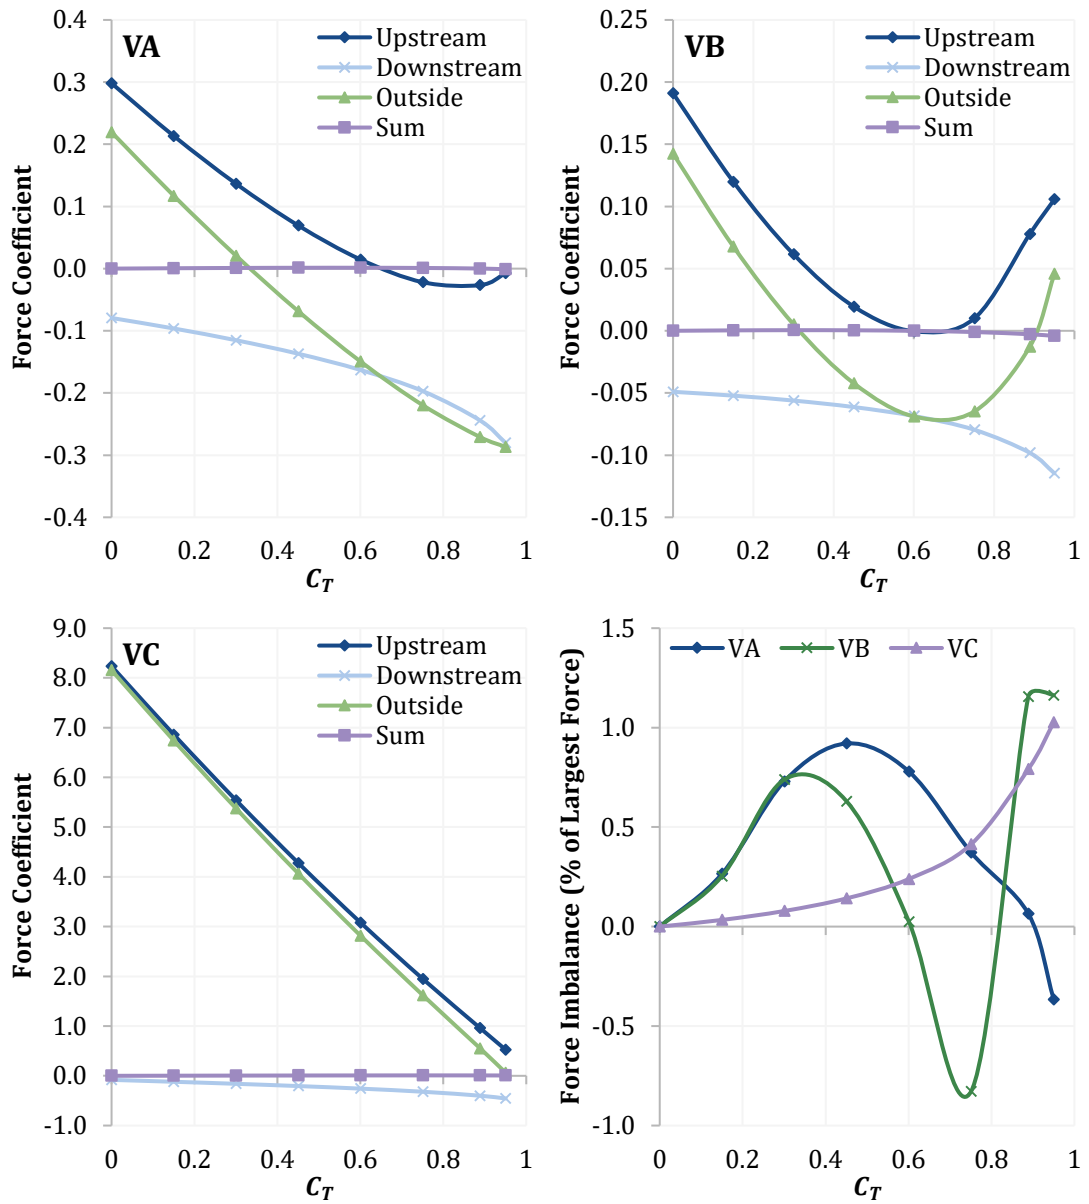 VA
Upstream
Downstream
Outside
Sum
0.4
0.3
0.2
0.1
0.0
-0.1
-0.2
-0.3
-0.4
Force Coefficient
0 0.2 0.4 0.6 0.8 1
C_T
VB
Upstream
Downstream
Outside
Sum
0.25
0.20
0.15
0.10
0.05
0.00
-0.05
-0.10
-0.15
Force Coefficient
0 0.2 0.4 0.6 0.8 1
C_T
VC
Upstream
Downstream
Outside
Sum
9.0
8.0
7.0
6.0
5.0
4.0
3.0
2.0
1.0
0.0
-1.0
Force Coefficient
0 0.2 0.4 0.6 0.8 1
C_T
VA VB VC
1.5
1.0
0.5
0.0
-0.5
-1.0
Force Imbalance (% of Largest Force)
0 0.2 0.4 0.6 0.8 1
C_T